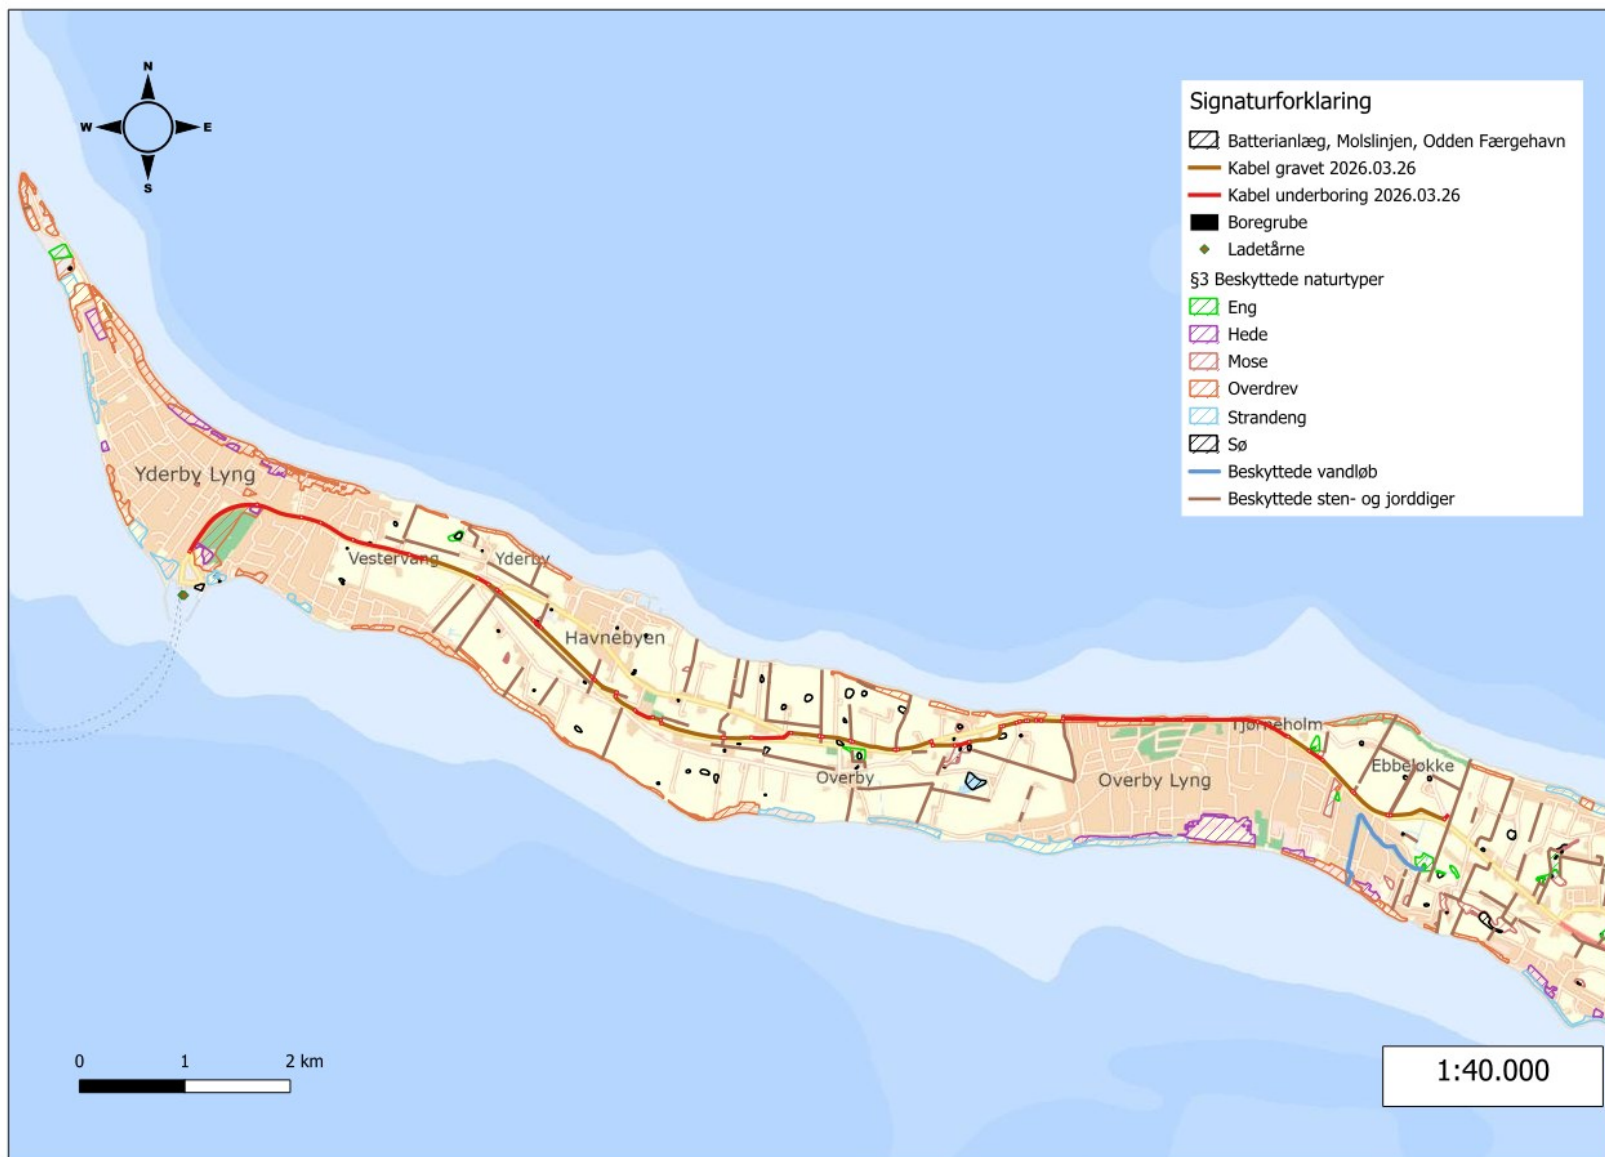 N
W E
S
Signaturforklaring
Batterianlæg, Molslinjen, Odden Færgehavn
Kabel gravet 2026.03.26
Kabel underboring 2026.03.26
Boregrube
Ladetårne
§3 Beskyttede naturtyper
Eng
Hede
Mose
Overdrev
Strandeng
Sø
Beskyttede vandløb
Beskyttede sten- og jorddiger
Yderby Lyng
Vestervang
Yderby
Havnebyen
Tjørneholm
Overby
Overby Lyng
Ebbeløkke
0 1 2 km
1:40.000